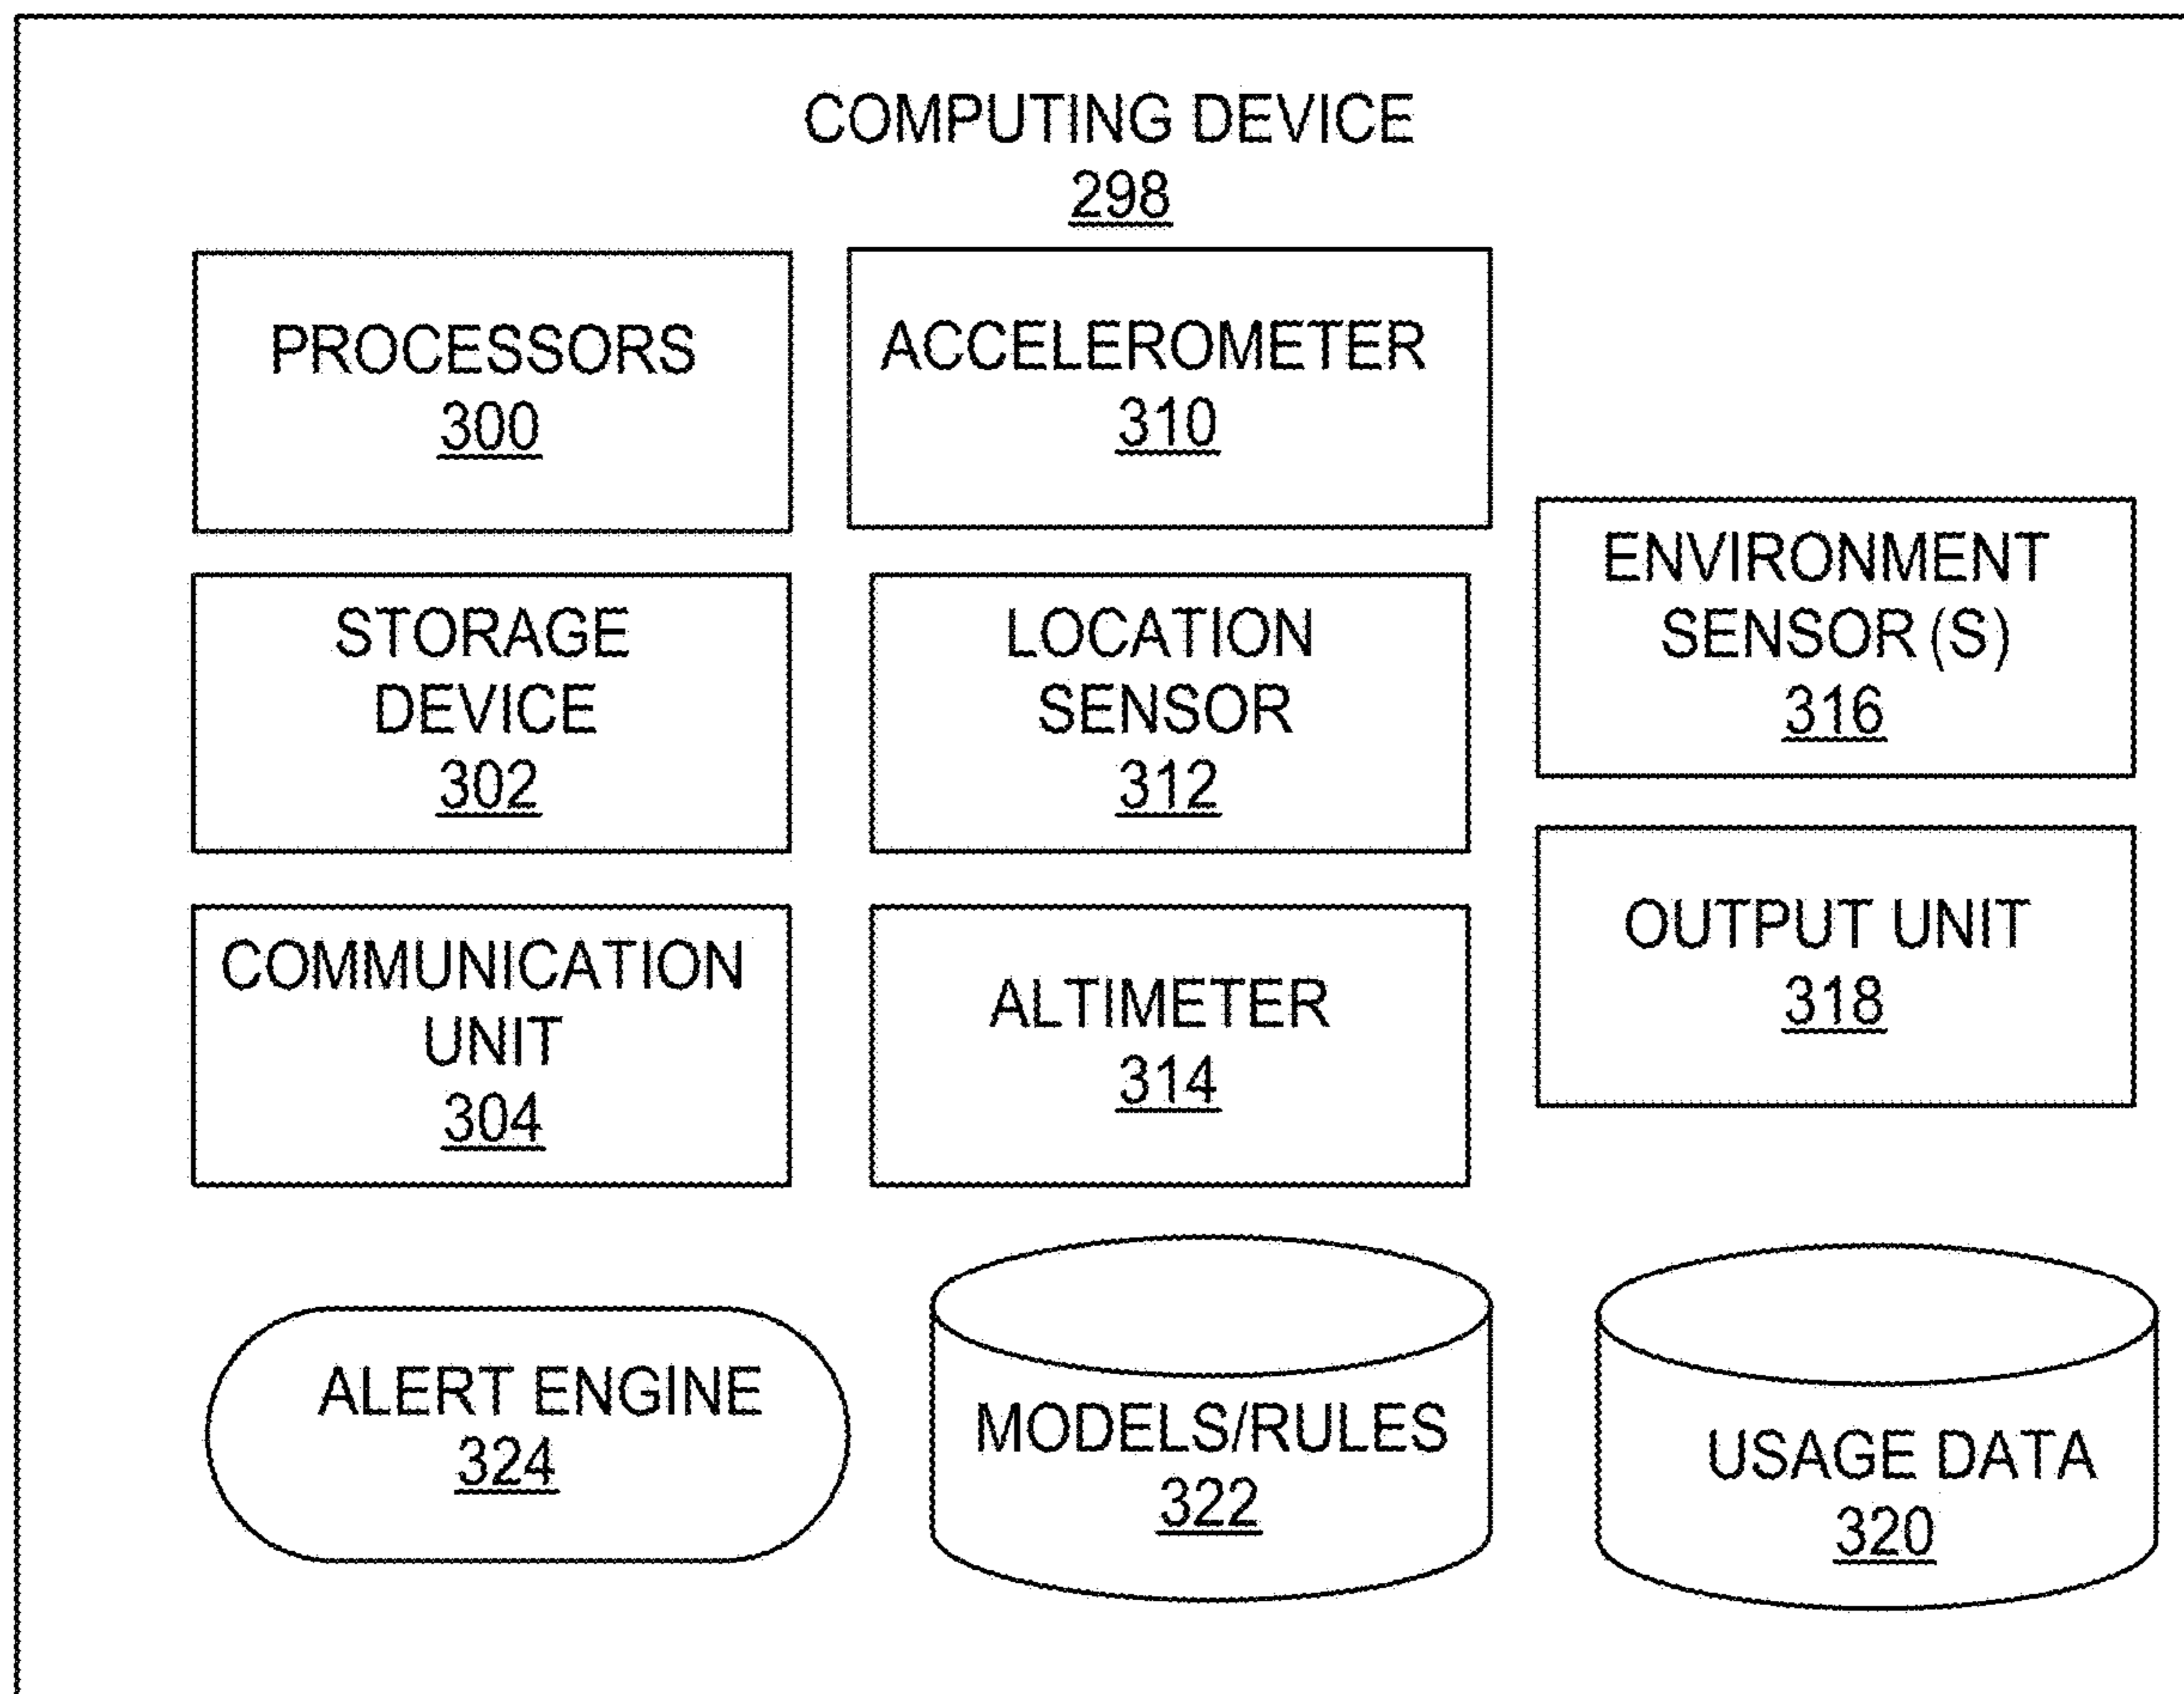 COMPUTING DEVICE
298
PROCESSORS
300
ACCELEROMETER
310
STORAGE
DEVICE
302
LOCATION
SENSOR
312
ENVIRONMENT
SENSOR (S)
316
COMMUNICATION
UNIT
304
ALTIMETER
314
OUTPUT UNIT
318
ALERT ENGINE
324
MODELS/RULES
322
USAGE DATA
320